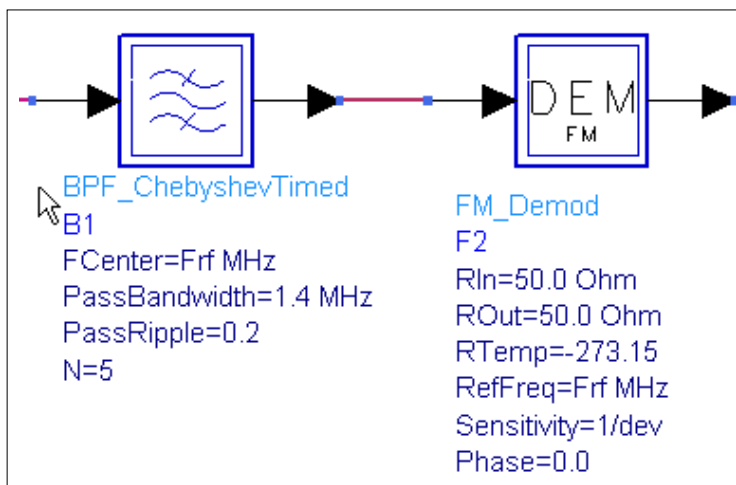 DEM
FM
BPF_ChebyshevTimed
B1
FCenter=Frf MHz
PassBandwidth=1.4 MHz
PassRipple=0.2
N=5
FM_Demod
F2
RIn=50.0 Ohm
ROut=50.0 Ohm
RTemp=-273.15
RefFreq=Frf MHz
Sensitivity=1/dev
Phase=0.0